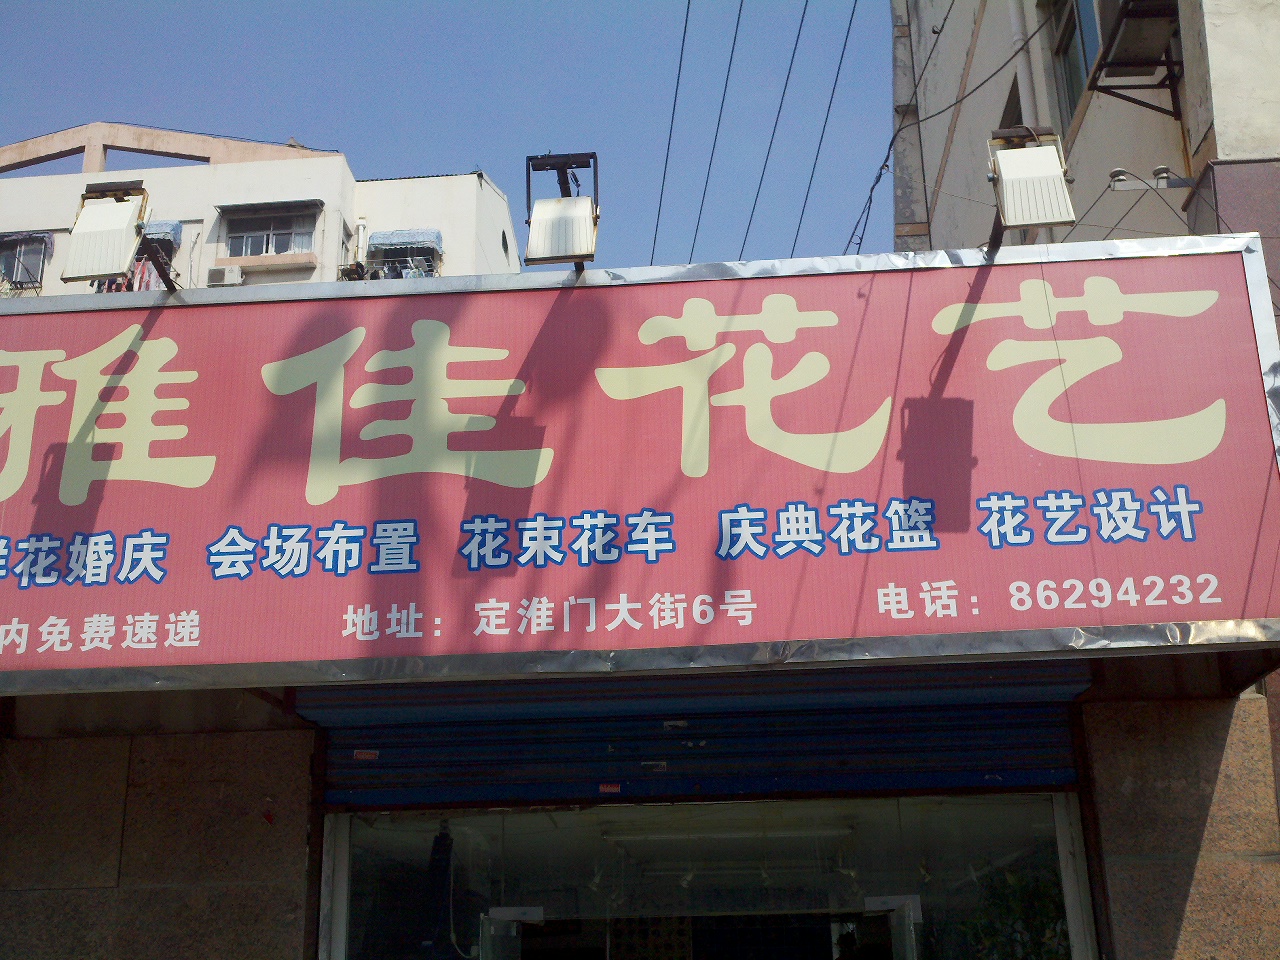 雅佳花艺
鲜花婚庆 会场布置 花束花车 庆典花篮 花艺设计
内免费速递 地址：定淮门大街6号 电话：86294232